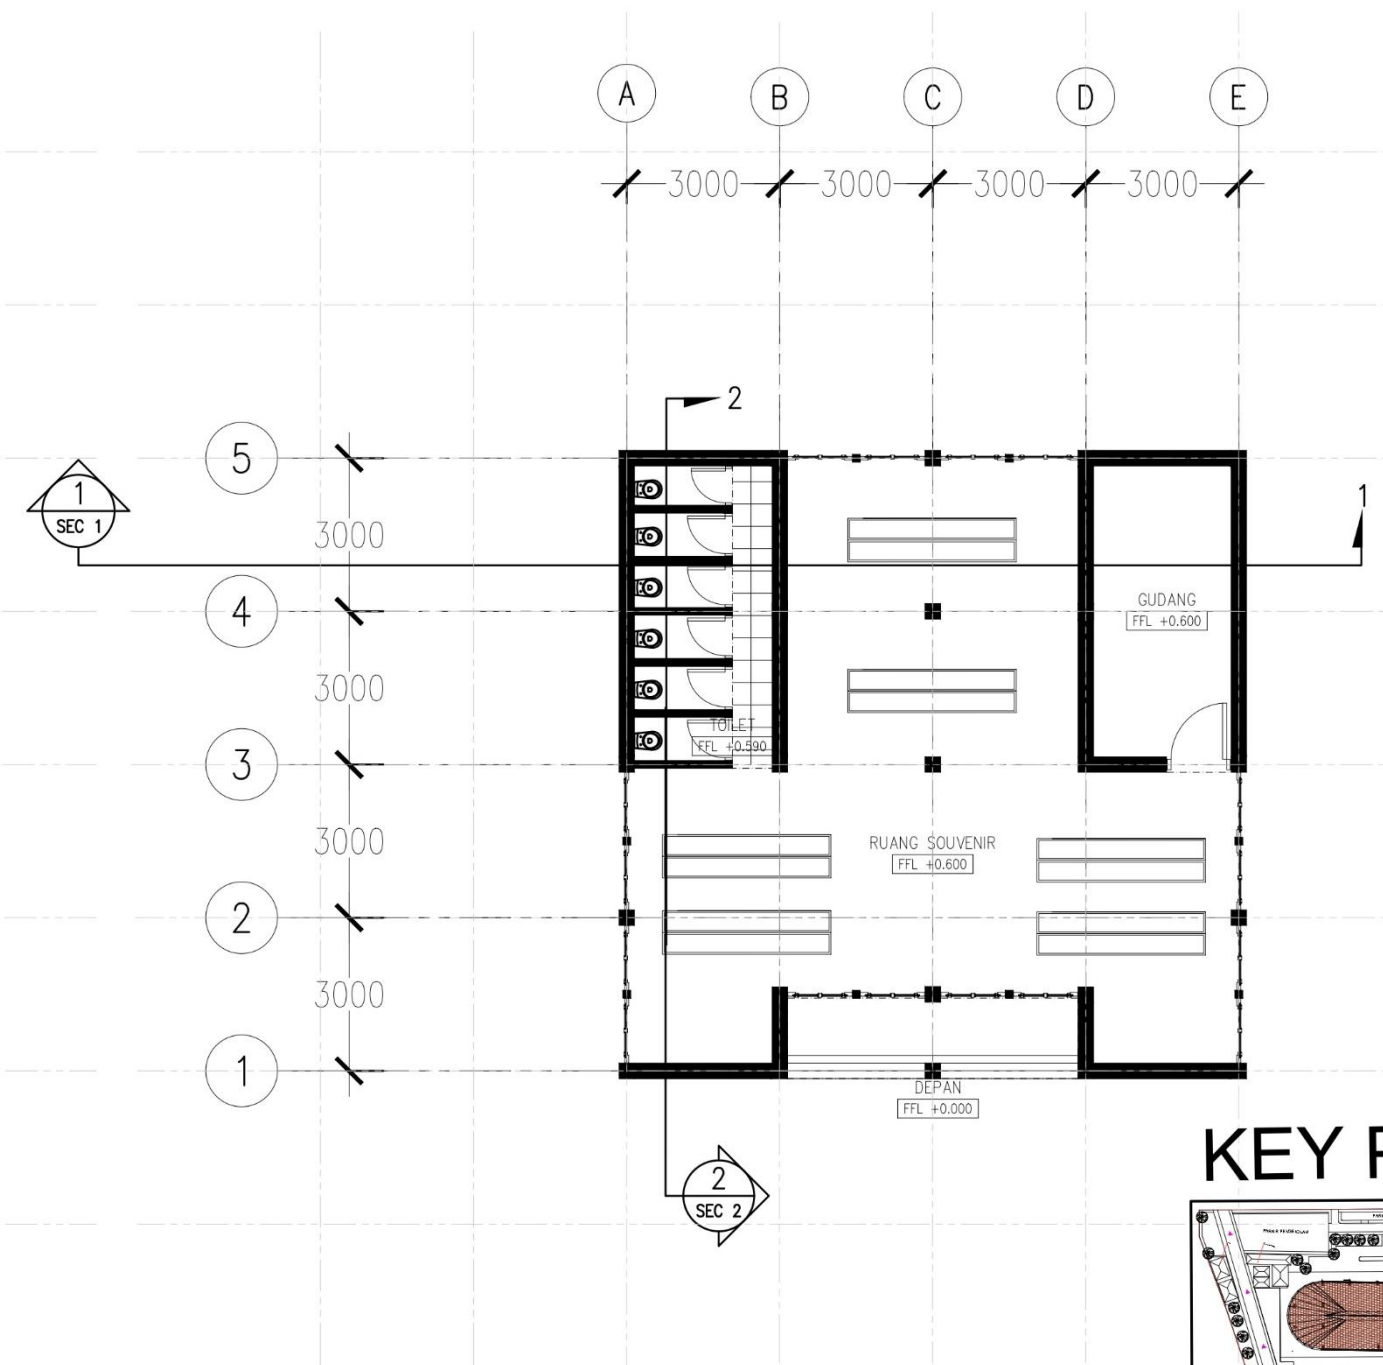 A B C D E
3000 3000 3000 3000
2
5
1
SEC 1
1
3000
4
GUDANG
FFL +0.600
3000
TOILET
FFL +0.590
3
3000
RUANG SOUVENIR
FFL +0.600
2
3000
1
DEPAN
FFL +0.000
KEY
2
SEC 2